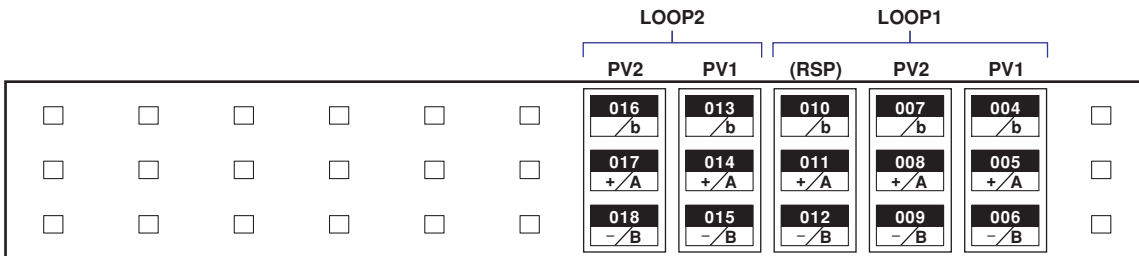 LOOP2 LOOP1
PV2 PV1 (RSP) PV2 PV1
016 013 010 007 004
/b /b /b /b /b
017 014 011 008 005
+/A +/A +/A +/A +/A
018 015 012 009 006
−/B −/B −/B −/B −/B